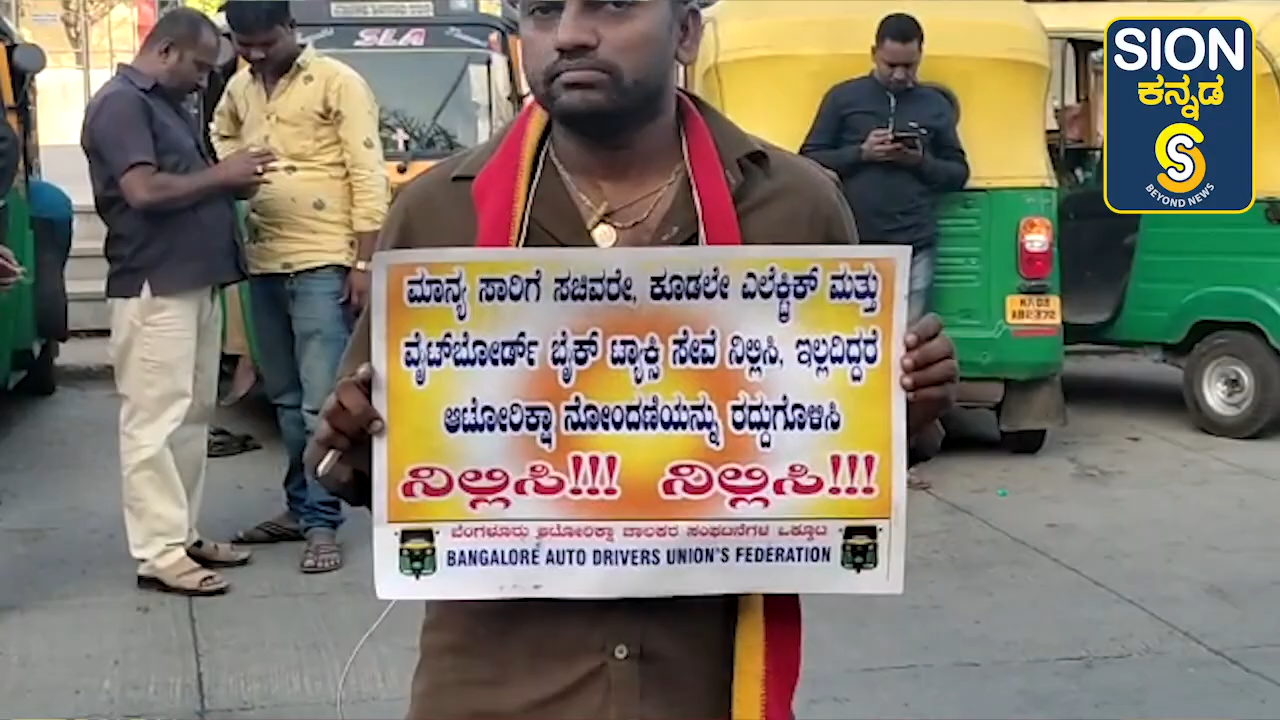 SLA
SION
ಕನ್ನಡ
S
BEYOND NEWS
ಮಾನ್ಯ ಸಾರಿಗೆ ಸಚಿವರೇ, ಕೂಡಲೇ ಎಲೆಕ್ಟ್ರಿಕ್ ಮತ್ತು
ವೈಟ್‌ಬೋರ್ಡ್ ಬೈಕ್ ಟ್ಯಾಕ್ಸಿ ಸೇವೆ ನಿಲ್ಲಿಸಿ, ಇಲ್ಲದಿದ್ದರೆ
ಆಟೋರಿಕ್ಷಾ ನೋಂದಣಿಯನ್ನು ರದ್ದುಗೊಳಿಸಿ
ನಿಲ್ಲಿಸಿ!!! ನಿಲ್ಲಿಸಿ!!!
ಬೆಂಗಳೂರು ಆಟೋರಿಕ್ಷಾ ಚಾಲಕರ ಸಂಘಟನೆಗಳ ಒಕ್ಕೂಟ
BANGALORE AUTO DRIVERS UNION'S FEDERATION